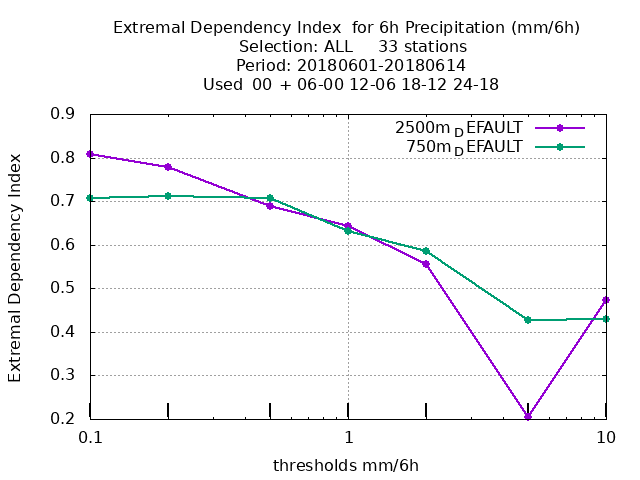 Extremal Dependency Index  for 6h Precipitation (mm/6h)
Selection: ALL     33 stations
Period: 20180601-20180614
Used  00  + 06-00 12-06 18-12 24-18
2500m_DEFAULT
750m_DEFAULT
Extremal Dependency Index
0.9
0.8
0.7
0.6
0.5
0.4
0.3
0.2
0.1 1 10
thresholds mm/6h